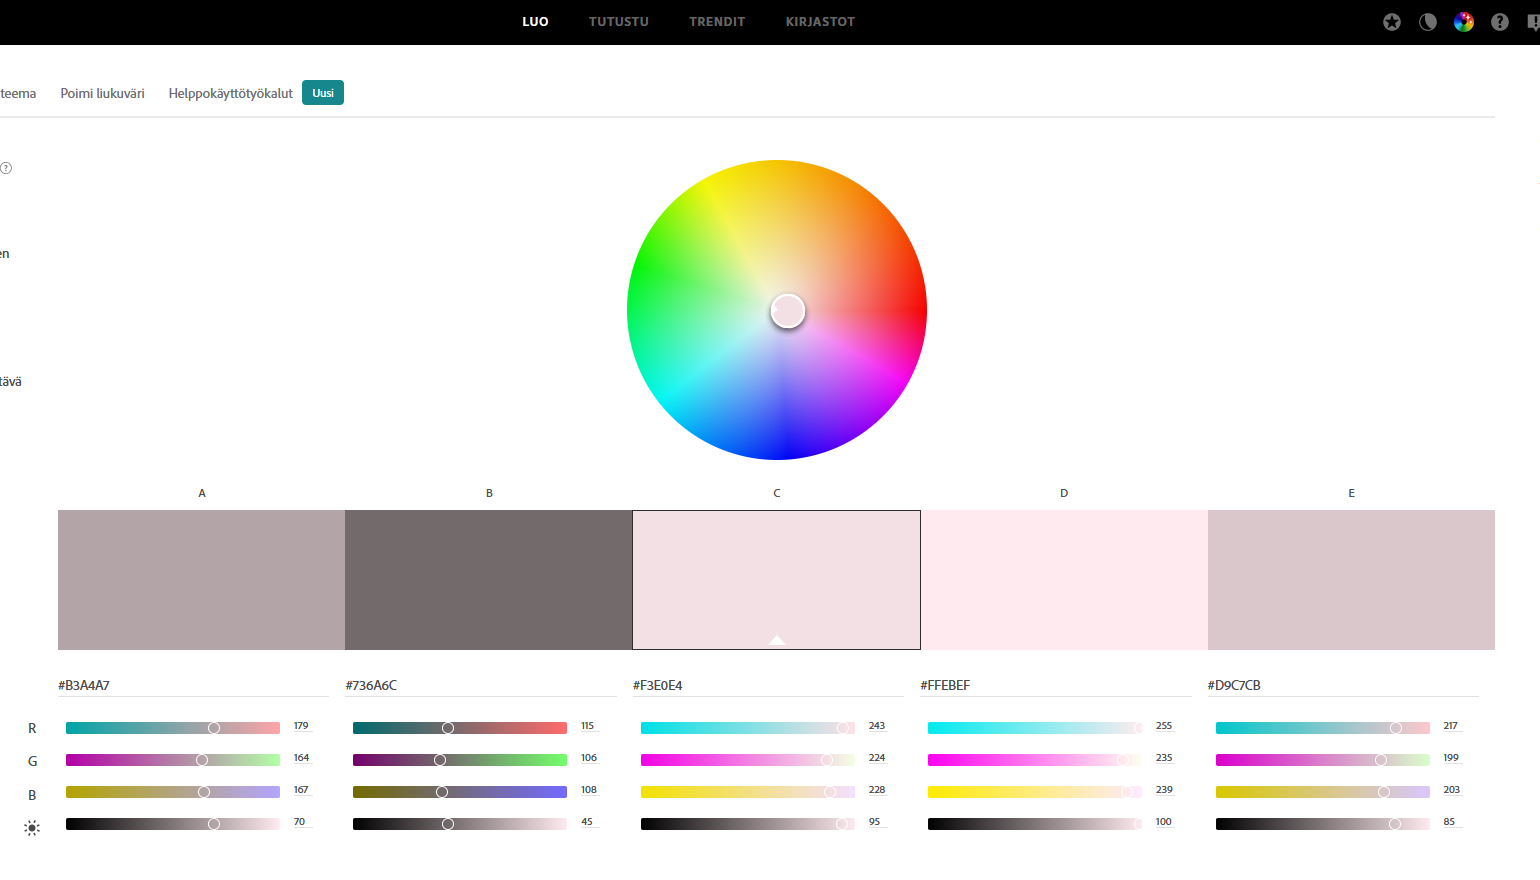 LUO TUTUSTU TRENDIT KIRJASTOT
teema Poimi liukuväri Helppokäyttötyökalut Uusi
?
en
tävä
A B C D E
#B3A4A7 #736A6C #F3E0E4 #FFEBEF #D9C7CB
R 179 115 243 255 217
G 164 106 224 235 199
B 167 108 228 239 203
70 45 95 100 85